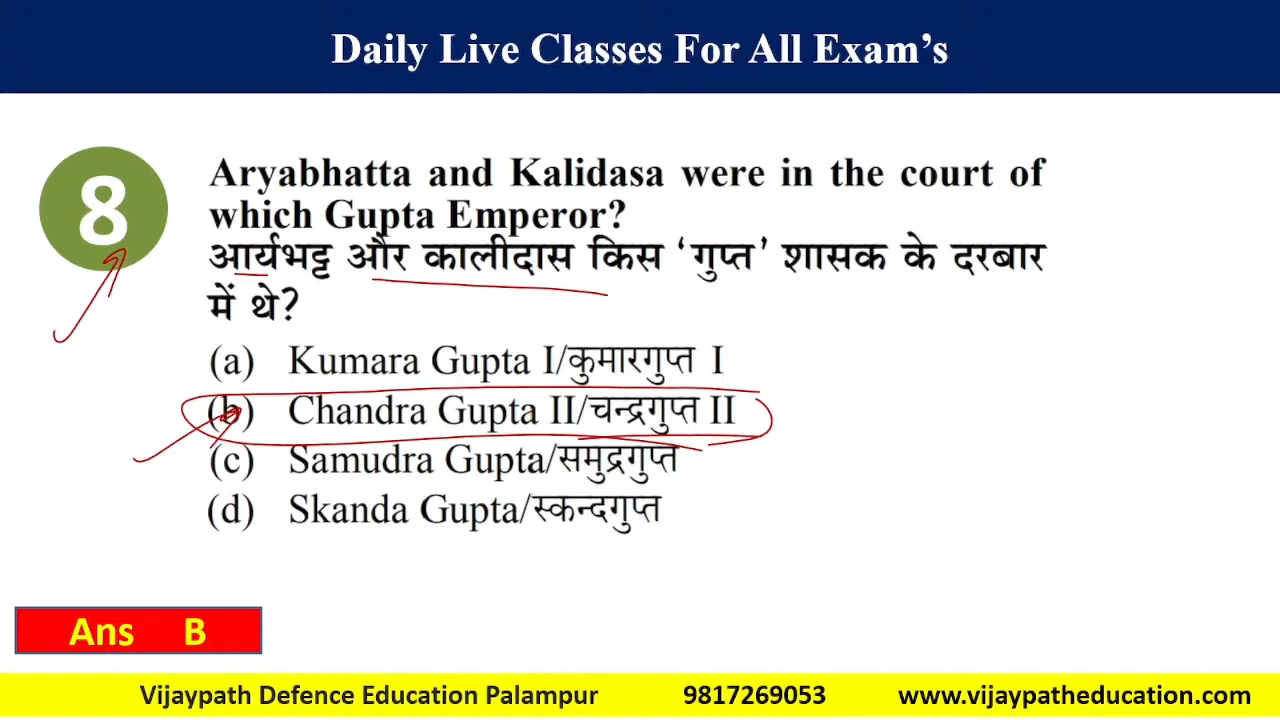 Daily Live Classes For All Exam’s
8
Aryabhatta and Kalidasa were in the court of
which Gupta Emperor?
आर्यभट्ट और कालीदास किस ‘गुप्त’ शासक के दरबार
में थे?
(a) Kumara Gupta I/कुमारगुप्त I
(b) Chandra Gupta II/चन्द्रगुप्त II
(c) Samudra Gupta/समुद्रगुप्त
(d) Skanda Gupta/स्कन्दगुप्त
Ans B
Vijaypath Defence Education Palampur 9817269053 www.vijaypatheducation.com